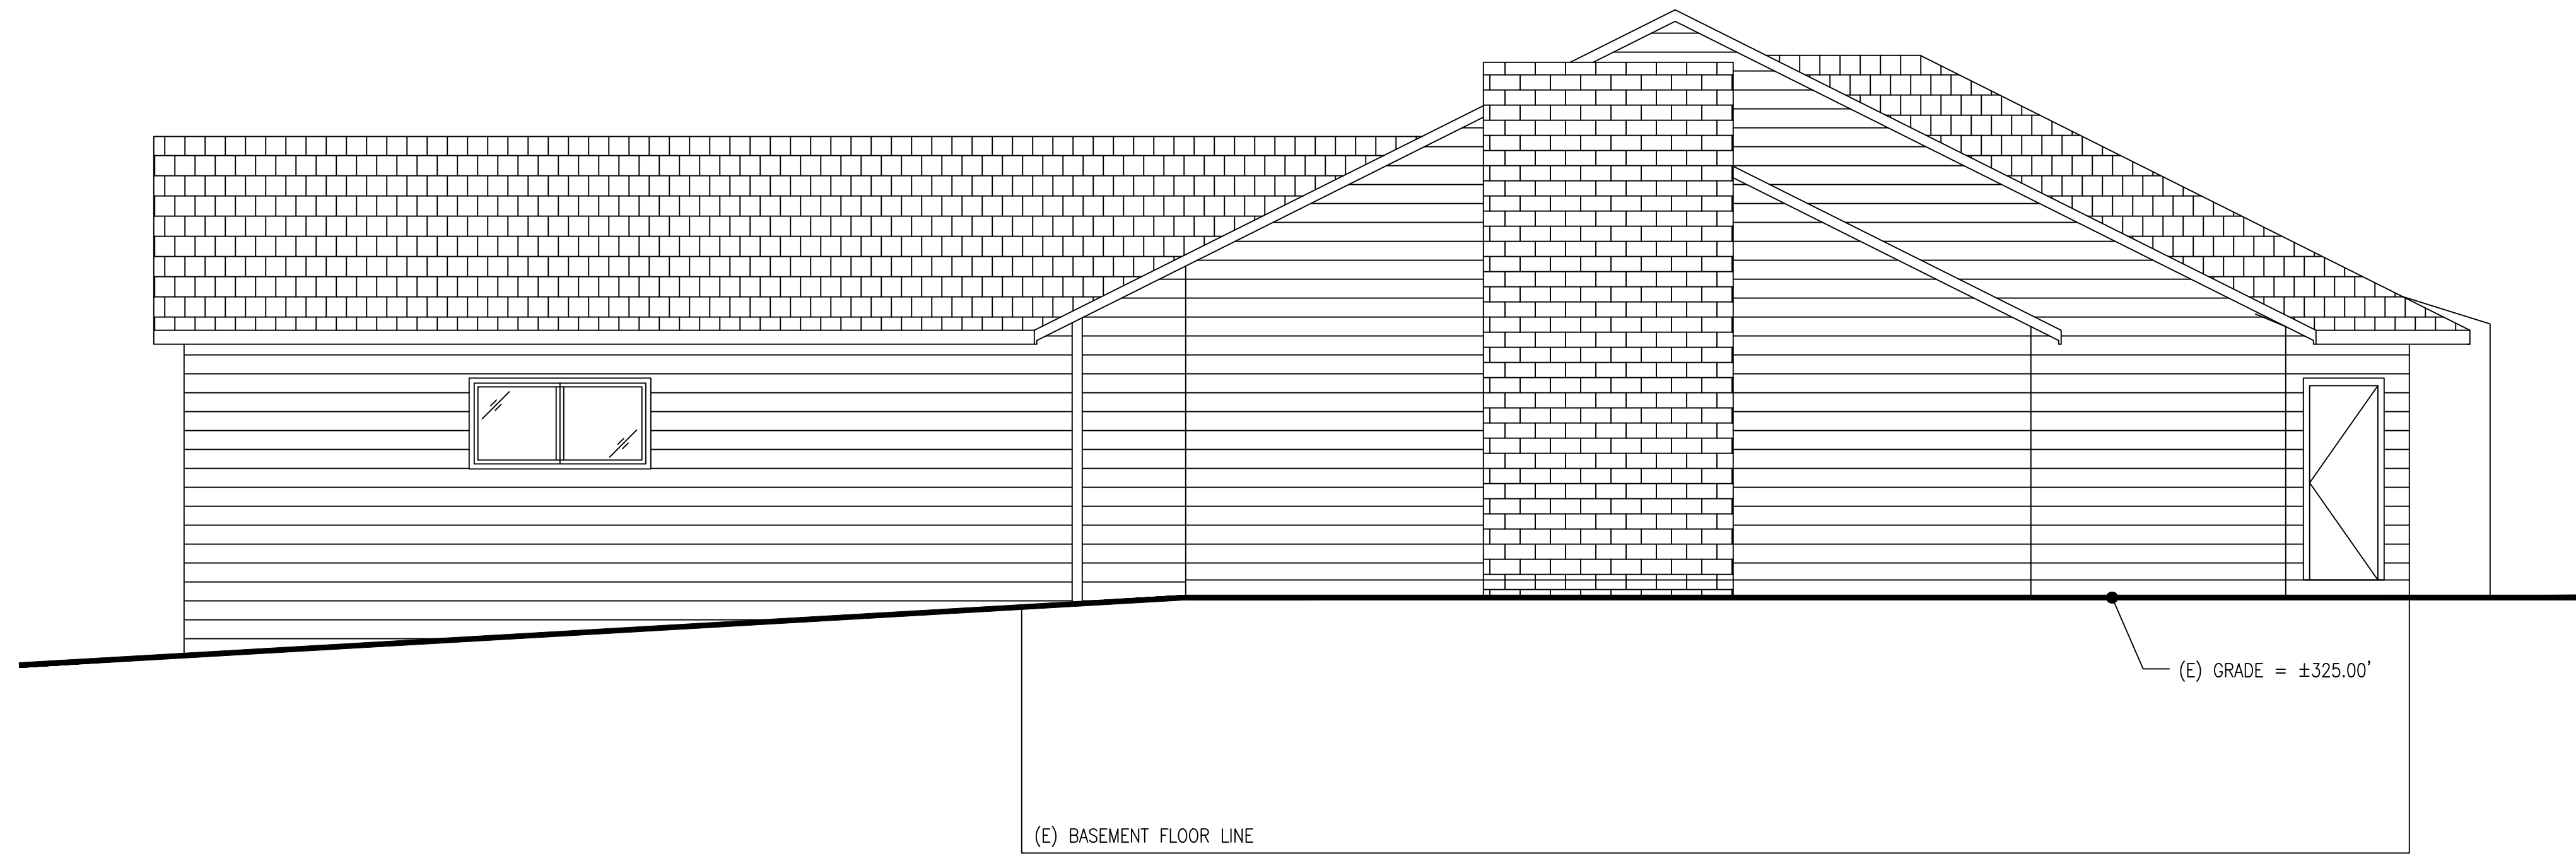 (E) GRADE = ±325.00'
(E) BASEMENT FLOOR LINE